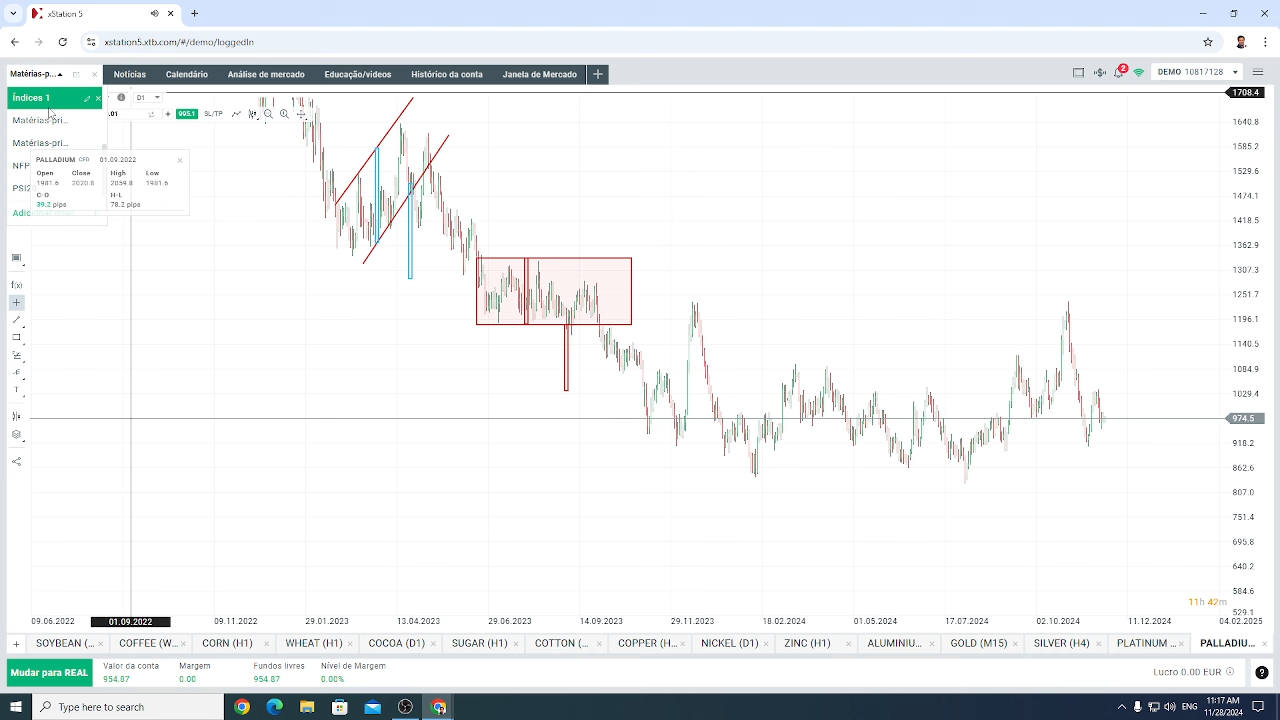 xStation 5
xstation5.xtb.com/#/demo/loggedIn
Matérias-p... Notícias Calendário Análise de mercado Educação/vídeos Histórico da conta Janela de Mercado
2 DEMO 10817128
Índices 1
D1
Matérias-pri...
.01 995.1 SL/TP
Matérias-pri...
NFP
PSI2
PALLADIUM CFD 01.09.2022
Open Close High Low
1981.6 2020.8 2059.8 1981.6
C-O H-L
39.2 pips 78.2 pips
f(x)
T
1708.4
1640.8
1585.2
1529.6
1474.1
1418.5
1362.9
1307.3
1251.7
1196.1
1140.5
1084.9
1029.4
974.5
918.2
862.6
807.0
751.4
695.8
640.2
584.6
529.1
11h 42m
09.06.2022 01.09.2022 09.11.2022 29.01.2023 13.04.2023 29.06.2023 14.09.2023 29.11.2023 18.02.2024 01.05.2024 17.07.2024 02.10.2024 11.12.2024 04.02.2025
SOYBEAN (... COFFEE (W... CORN (H1) WHEAT (H1) COCOA (D1) SUGAR (H1) COTTON (... COPPER (H... NICKEL (D1) ZINC (H1) ALUMINIU... GOLD (M15) SILVER (H4) PLATINUM ... PALLADIU...
Mudar para REAL
Valor da conta Margem Fundos livres Nível de Margem
954.87 0.00 954.87 0.00%
Lucro 0.00 EUR
Type here to search
ENG
11:17 AM
11/28/2024